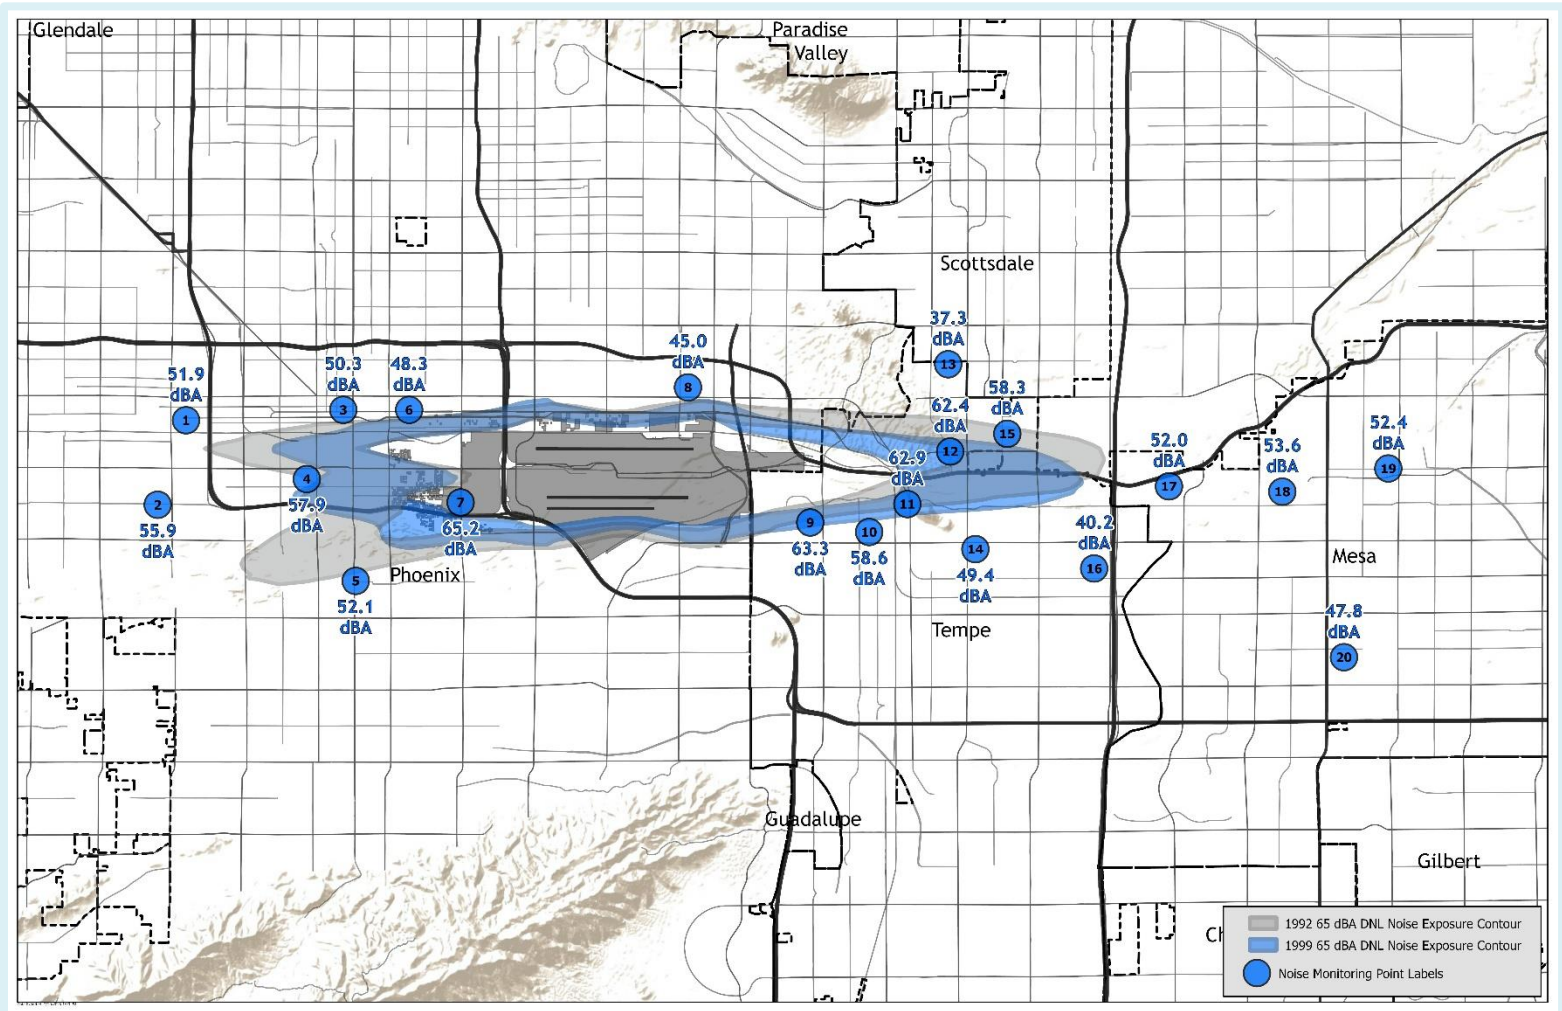 Glendale
Paradise
Valley
Scottsdale
37.3
dBA
13
45.0
dBA
8
50.3
dBA
3
48.3
dBA
6
51.9
dBA
1
58.3
dBA
15
62.4
dBA
12
52.4
dBA
19
52.0
dBA
17
53.6
dBA
18
62.9
dBA
11
4
57.9
dBA
2
55.9
dBA
7
65.2
dBA
9
63.3
dBA
10
58.6
dBA
14
49.4
dBA
40.2
dBA
16
Mesa
Phoenix
5
52.1
dBA
Tempe
47.8
dBA
20
Guadalupe
Gilbert
Ch
1992 65 dBA DNL Noise Exposure Contour
1999 65 dBA DNL Noise Exposure Contour
Noise Monitoring Point Labels